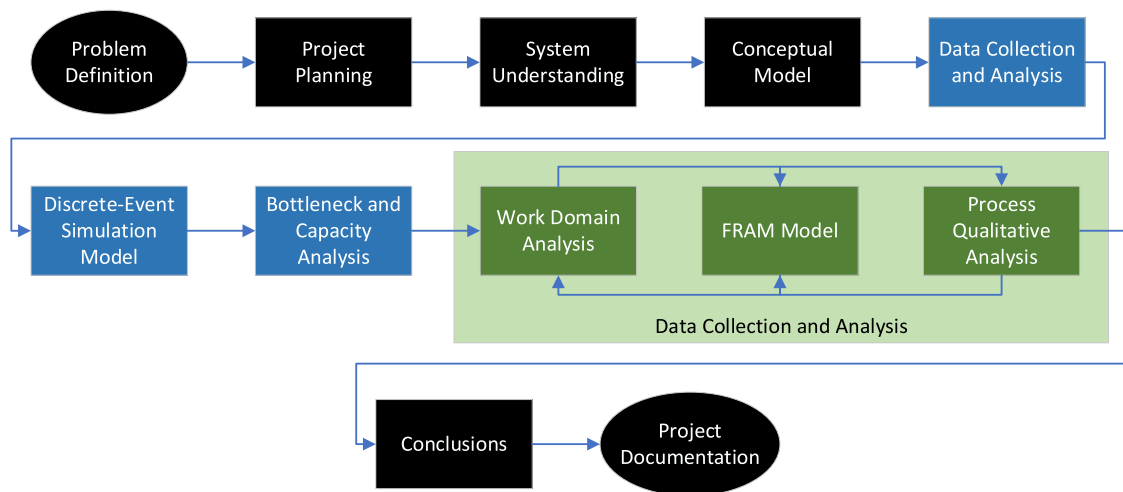 Problem
Definition
Project
Planning
System
Understanding
Conceptual
Model
Data Collection
and Analysis
Discrete-Event
Simulation
Model
Bottleneck and
Capacity
Analysis
Work Domain
Analysis
FRAM Model
Process
Qualitative
Analysis
Data Collection and Analysis
Conclusions
Project
Documentation